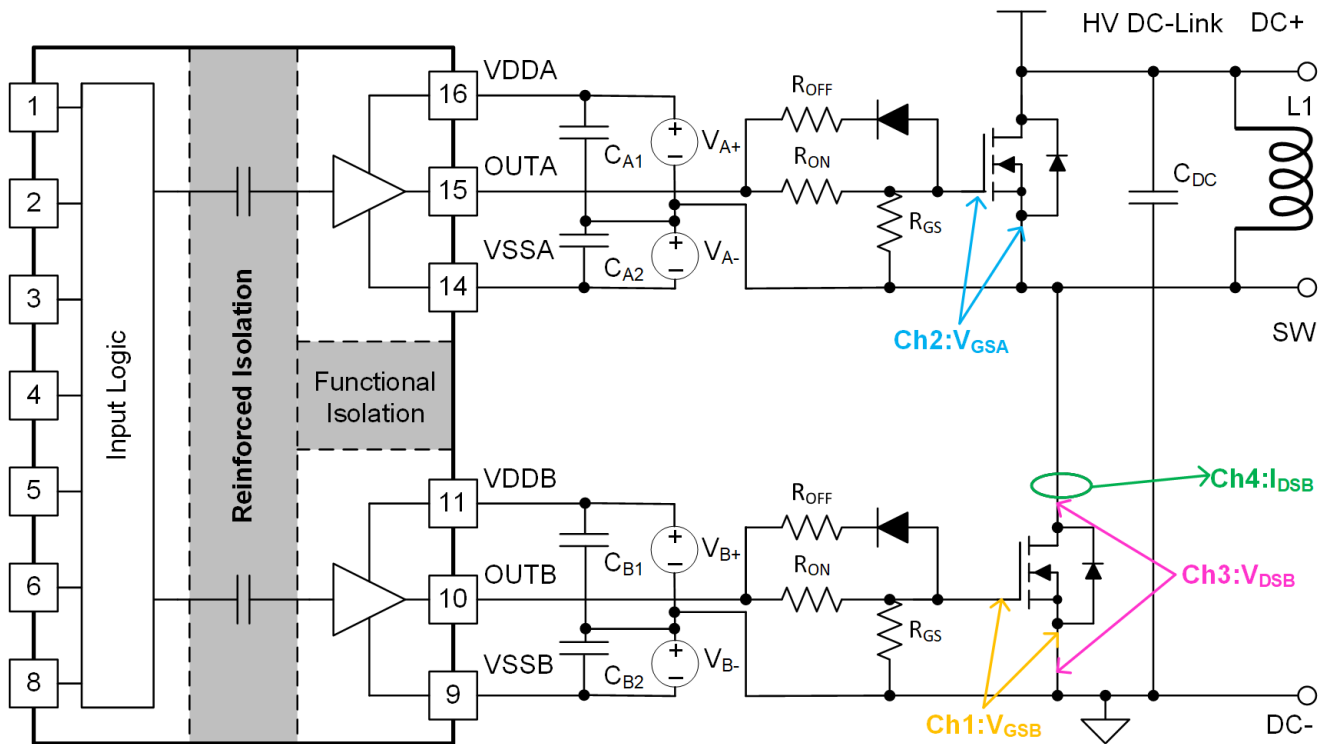 HV DC-Link DC+
VDDA
16
1
ROFF
L1
CA1
VA+
OUTA
RON
15
CDC
2
RGS
VSSA
CA2
VA-
14
3
Ch2:VGSA
SW
Input Logic
Reinforced Isolation
Functional
Isolation
4
VDDB
11
5
ROFF
Ch4:IDSB
CB1
VB+
OUTB
RON
Ch3:VDSB
10
6
RGS
VSSB
CB2
VB-
9
8
Ch1:VGSB
DC-